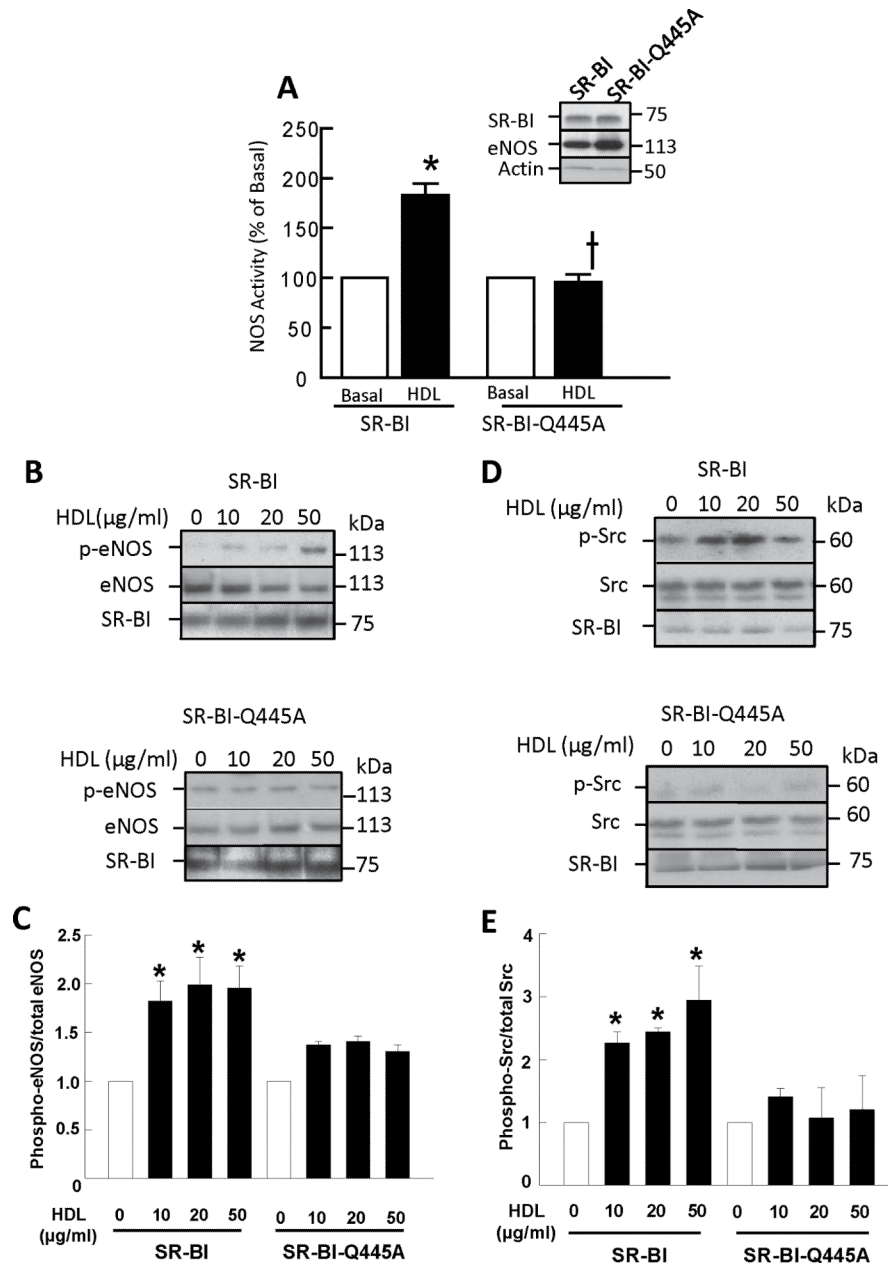 A
SR-BI
SR-BI-Q445A
SR-BI
75
eNOS
113
Actin
50
NOS Activity (% of Basal)
250
200
150
100
50
0
*
†
Basal HDL Basal HDL
SR-BI SR-BI-Q445A
B
SR-BI
HDL(µg/ml) 0 10 20 50 kDa
p-eNOS 113
eNOS 113
SR-BI 75
SR-BI-Q445A
HDL (µg/ml) 0 10 20 50 kDa
p-eNOS 113
eNOS 113
SR-BI 75
D
SR-BI
HDL (µg/ml) 0 10 20 50 kDa
p-Src 60
Src 60
SR-BI 75
SR-BI-Q445A
HDL (µg/ml) 0 10 20 50 kDa
p-Src 60
Src 60
SR-BI 75
C
Phospho-eNOS/total eNOS
2.5
2.0
1.5
1.0
0.5
0
* * *
HDL (µg/ml) 0 10 20 50 0 10 20 50
SR-BI SR-BI-Q445A
E
Phospho-Src/total Src
4
3
2
1
0
* * *
HDL (µg/ml) 0 10 20 50 0 10 20 50
SR-BI SR-BI-Q445A